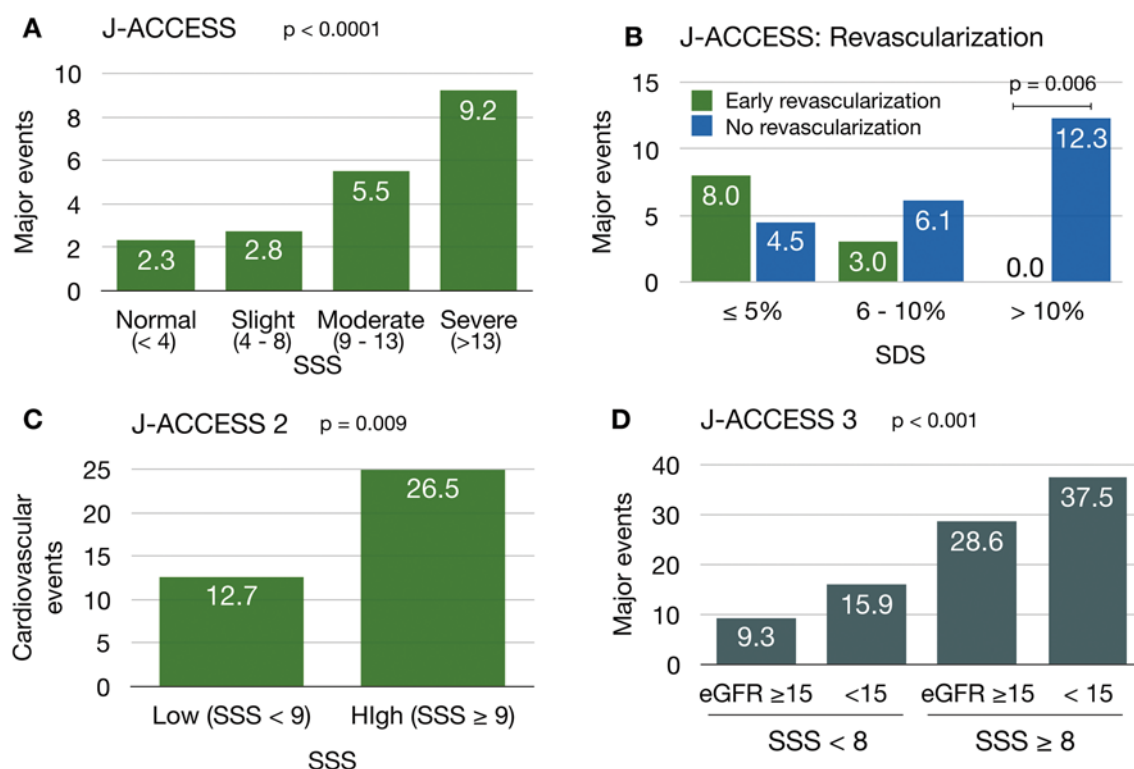 A J-ACCESS p < 0.0001
Major events
10
8
6
4
2
0
2.3
2.8
5.5
9.2
Normal Slight Moderate Severe
(< 4) (4 - 8) (9 - 13) (>13)
SSS
B J-ACCESS: Revascularization
Major events
15
10
5
0
Early revascularization
No revascularization
p = 0.006
8.0
4.5
3.0
6.1
0.0
12.3
≤ 5% 6 - 10% > 10%
SDS
C J-ACCESS 2 p = 0.009
Cardiovascular
events
25
20
15
10
5
0
12.7
26.5
Low (SSS < 9) HIgh (SSS ≥ 9)
SSS
D J-ACCESS 3 p < 0.001
Major events
40
30
20
10
0
9.3
15.9
28.6
37.5
eGFR ≥15 <15 eGFR ≥15 < 15
SSS < 8 SSS ≥ 8